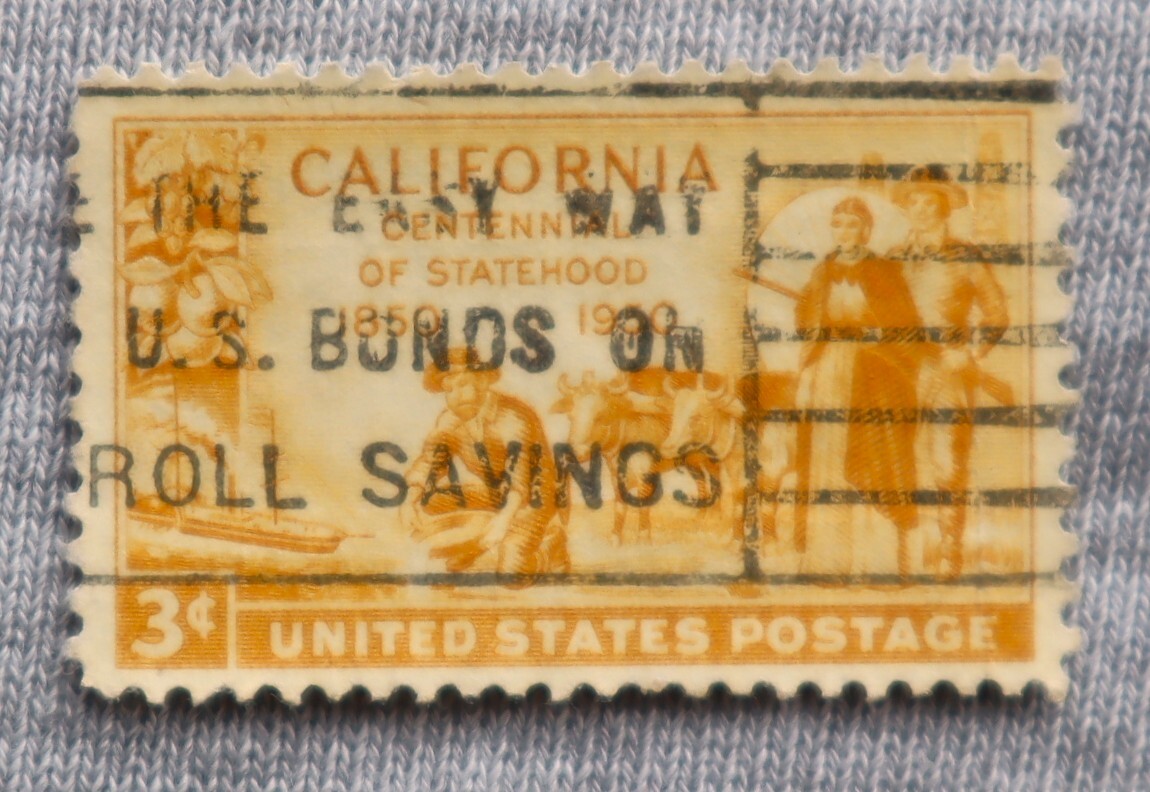 CALIFORNIA
THE EASY WAY
CENTENNIAL
OF STATEHOOD
1850 1950
U.S. BONDS ON
ROLL SAVINGS
3¢ UNITED STATES POSTAGE